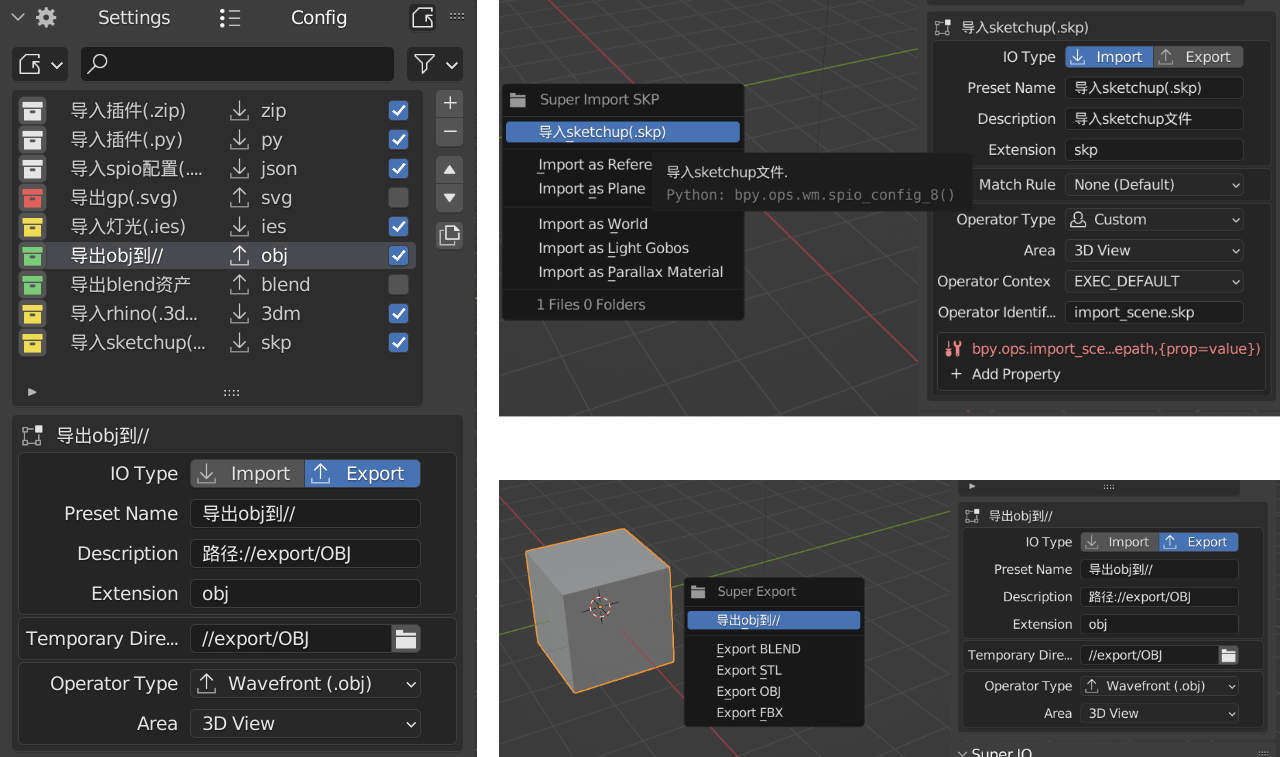 Settings
Config
导入插件(.zip) zip
导入插件(.py) py
导入spio配置(.... json
导出gp(.svg) svg
导入灯光(.ies) ies
导出obj到// obj
导出blend资产 blend
导入rhino(.3d... 3dm
导入sketchup(... skp
导出obj到//
IO Type Import Export
Preset Name 导出obj到//
Description 路径://export/OBJ
Extension obj
Temporary Dire... //export/OBJ
Operator Type Wavefront (.obj)
Area 3D View
Super Import SKP
导入sketchup(.skp)
Import as Refere
Import as Plane
Import as World
Import as Light Gobos
Import as Parallax Material
1 Files 0 Folders
导入sketchup文件.
Python: bpy.ops.wm.spio_config_8()
导入sketchup(.skp)
IO Type Import Export
Preset Name 导入sketchup(.skp)
Description 导入sketchup文件
Extension skp
Match Rule None (Default)
Operator Type Custom
Area 3D View
Operator Contex EXEC_DEFAULT
Operator Identif... import_scene.skp
bpy.ops.import_sce...epath,{prop=value})
Add Property
Super Export
导出obj到//
Export BLEND
Export STL
Export OBJ
Export FBX
导出obj到//
IO Type Import Export
Preset Name 导出obj到//
Description 路径://export/OBJ
Extension obj
Temporary Dire... //export/OBJ
Operator Type Wavefront (.obj)
Area 3D View
Super IO